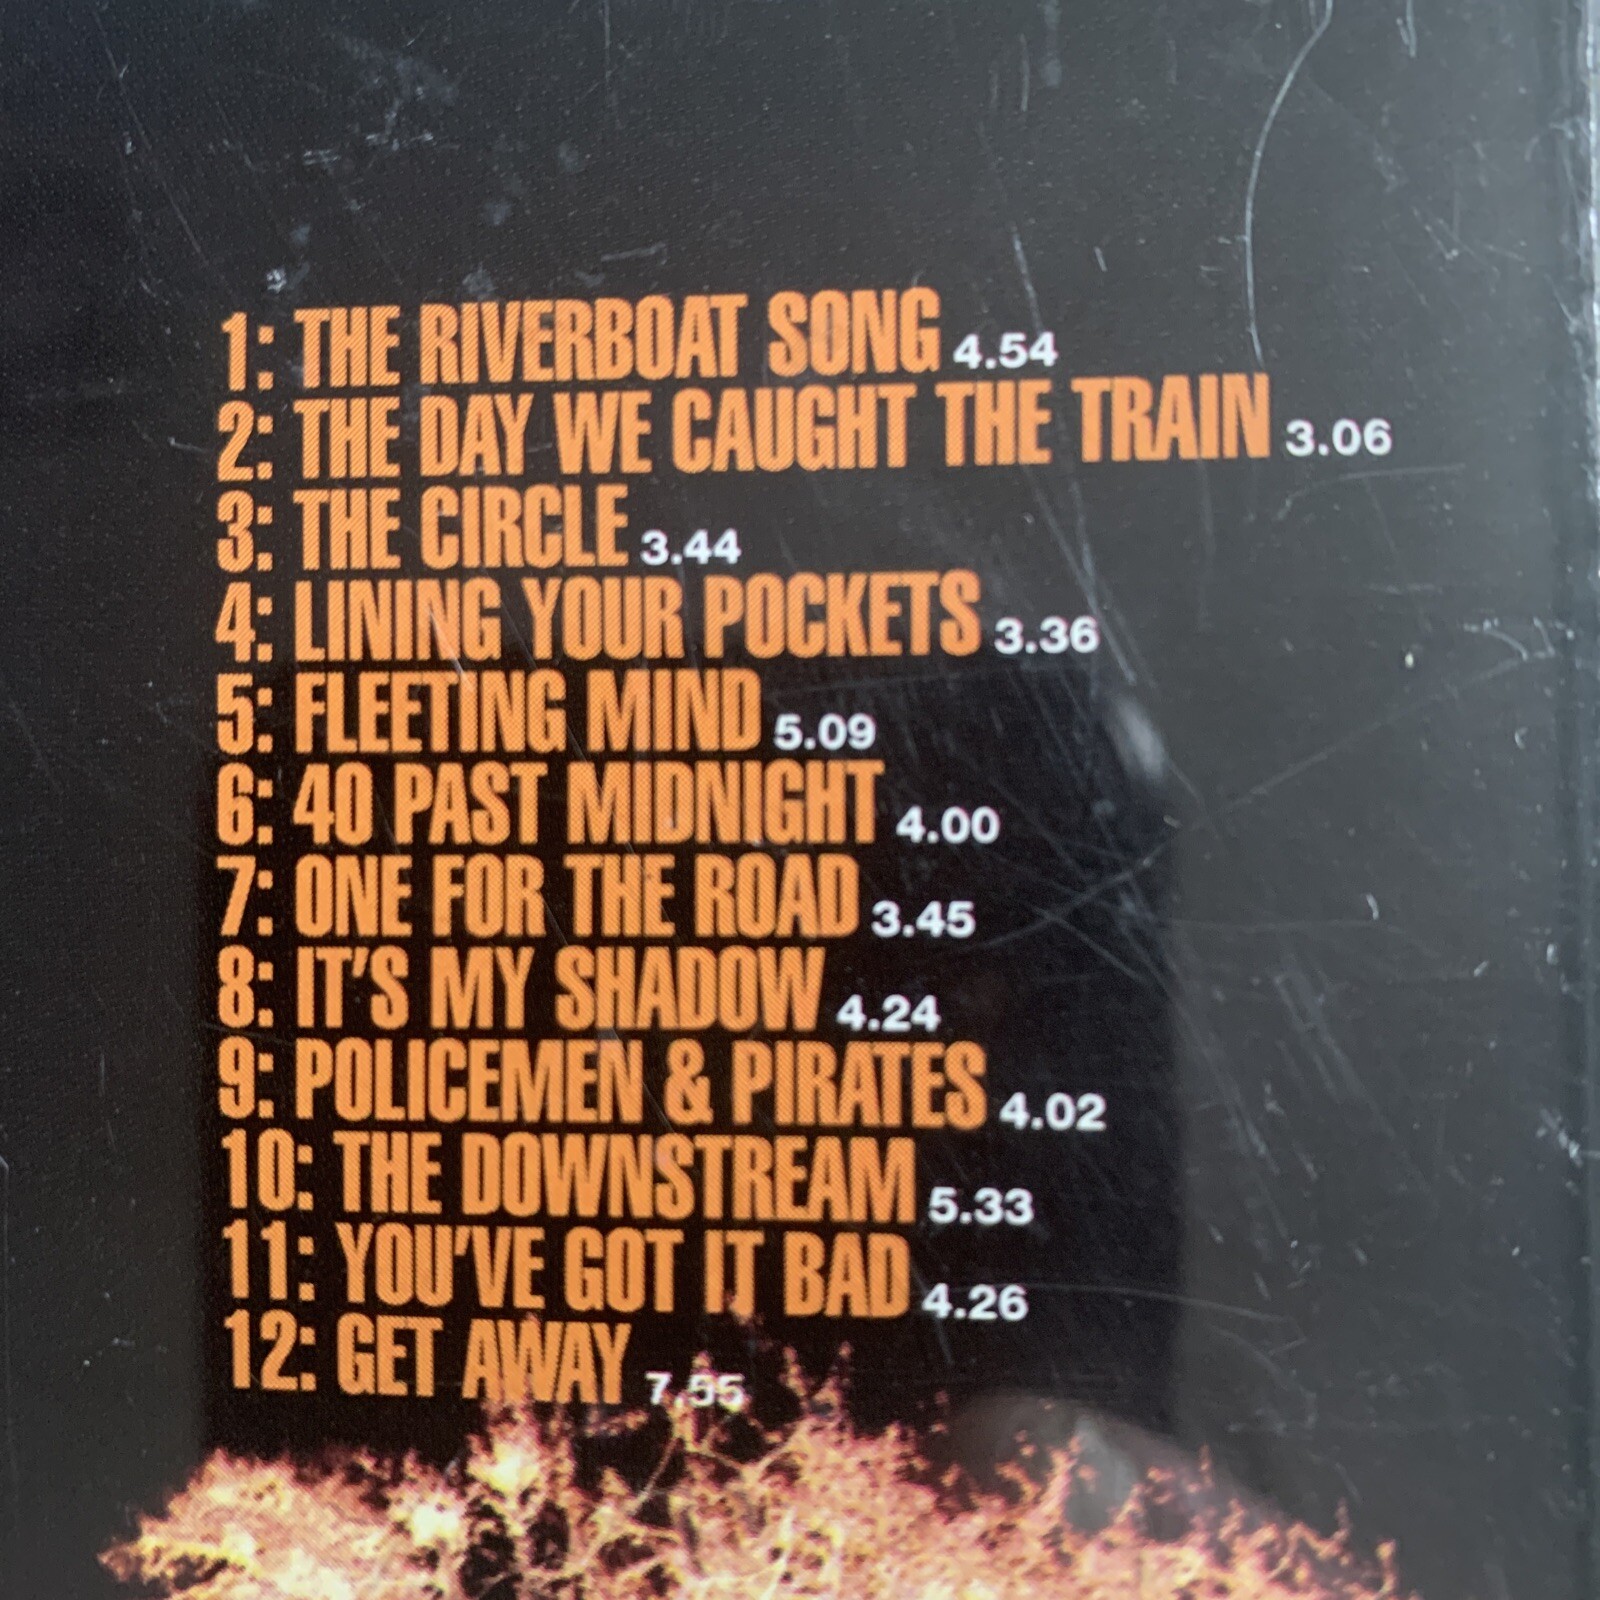 1: THE RIVERBOAT SONG 4.54
2: THE DAY WE CAUGHT THE TRAIN 3.06
3: THE CIRCLE 3.44
4: LINING YOUR POCKETS 3.36
5: FLEETING MIND 5.09
6: 40 PAST MIDNIGHT 4.00
7: ONE FOR THE ROAD 3.45
8: IT'S MY SHADOW 4.24
9: POLICEMEN & PIRATES 4.02
10: THE DOWNSTREAM 5.33
11: YOU'VE GOT IT BAD 4.26
12: GET AWAY 7.55